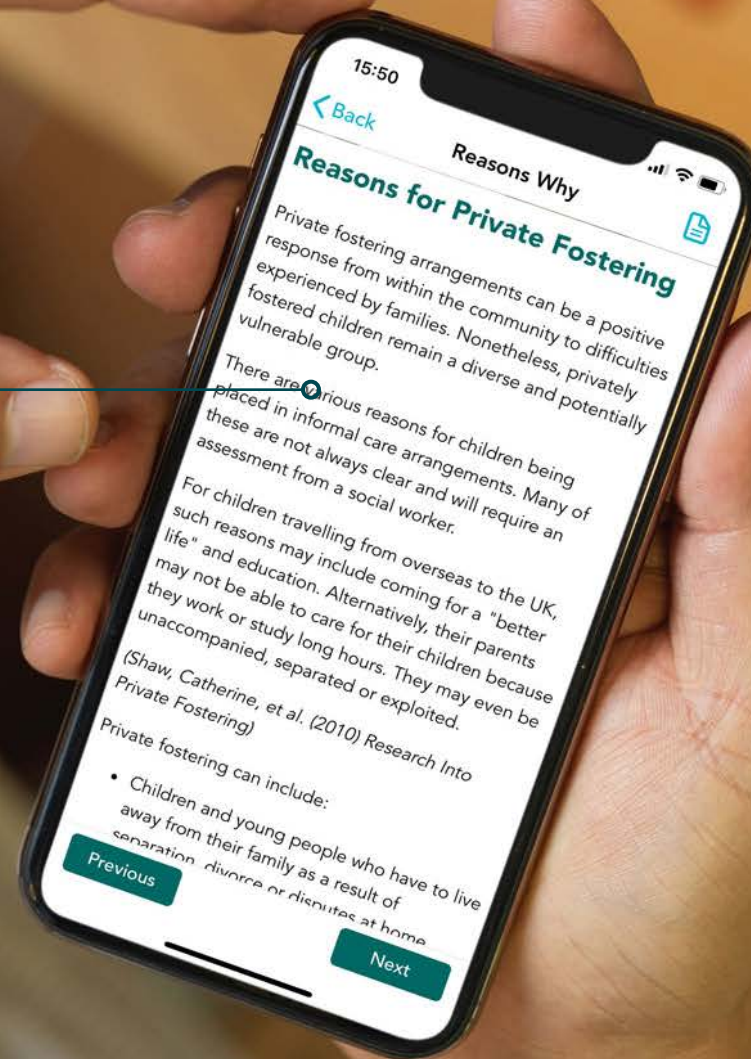 15:50
Back
Reasons Why
Reasons for Private Fostering
Private fostering arrangements can be a positive
response from within the community to difficulties
experienced by families. Nonetheless, privately
fostered children remain a diverse and potentially
vulnerable group.
There are various reasons for children being
placed in informal care arrangements. Many of
these are not always clear and will require an
assessment from a social worker.
For children travelling from overseas to the UK,
such reasons may include coming for a "better
life" and education. Alternatively, their parents
may not be able to care for their children because
they work or study long hours. They may even be
unaccompanied, separated or exploited.
(Shaw, Catherine, et al. (2010) Research Into
Private Fostering)
Private fostering can include:
• Children and young people who have to live
away from their family as a result of
separation, divorce or disputes at home
Previous
Next